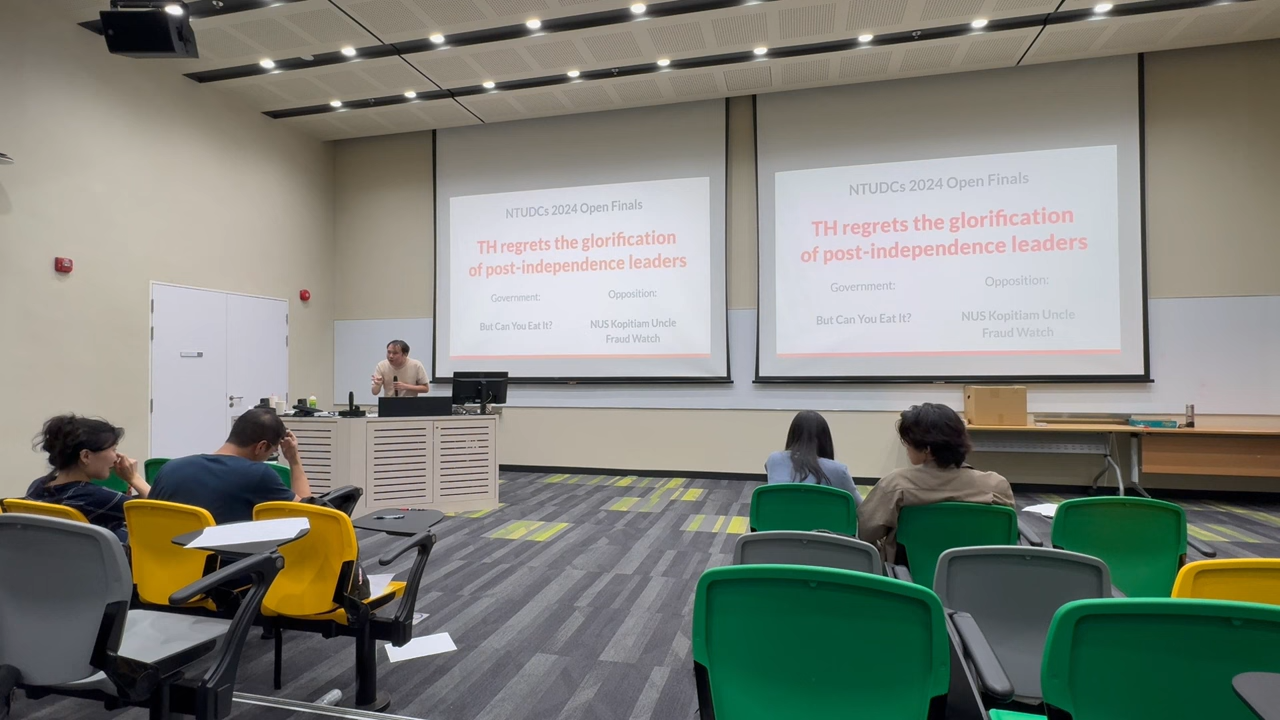 NTUDCs 2024 Open Finals
TH regrets the glorification
of post-independence leaders
Government:
Opposition:
But Can You Eat It?
NUS Kopitiam Uncle
Fraud Watch
NTUDCs 2024 Open Finals
TH regrets the glorification
of post-independence leaders
Government:
Opposition:
But Can You Eat It?
NUS Kopitiam Uncle
Fraud Watch